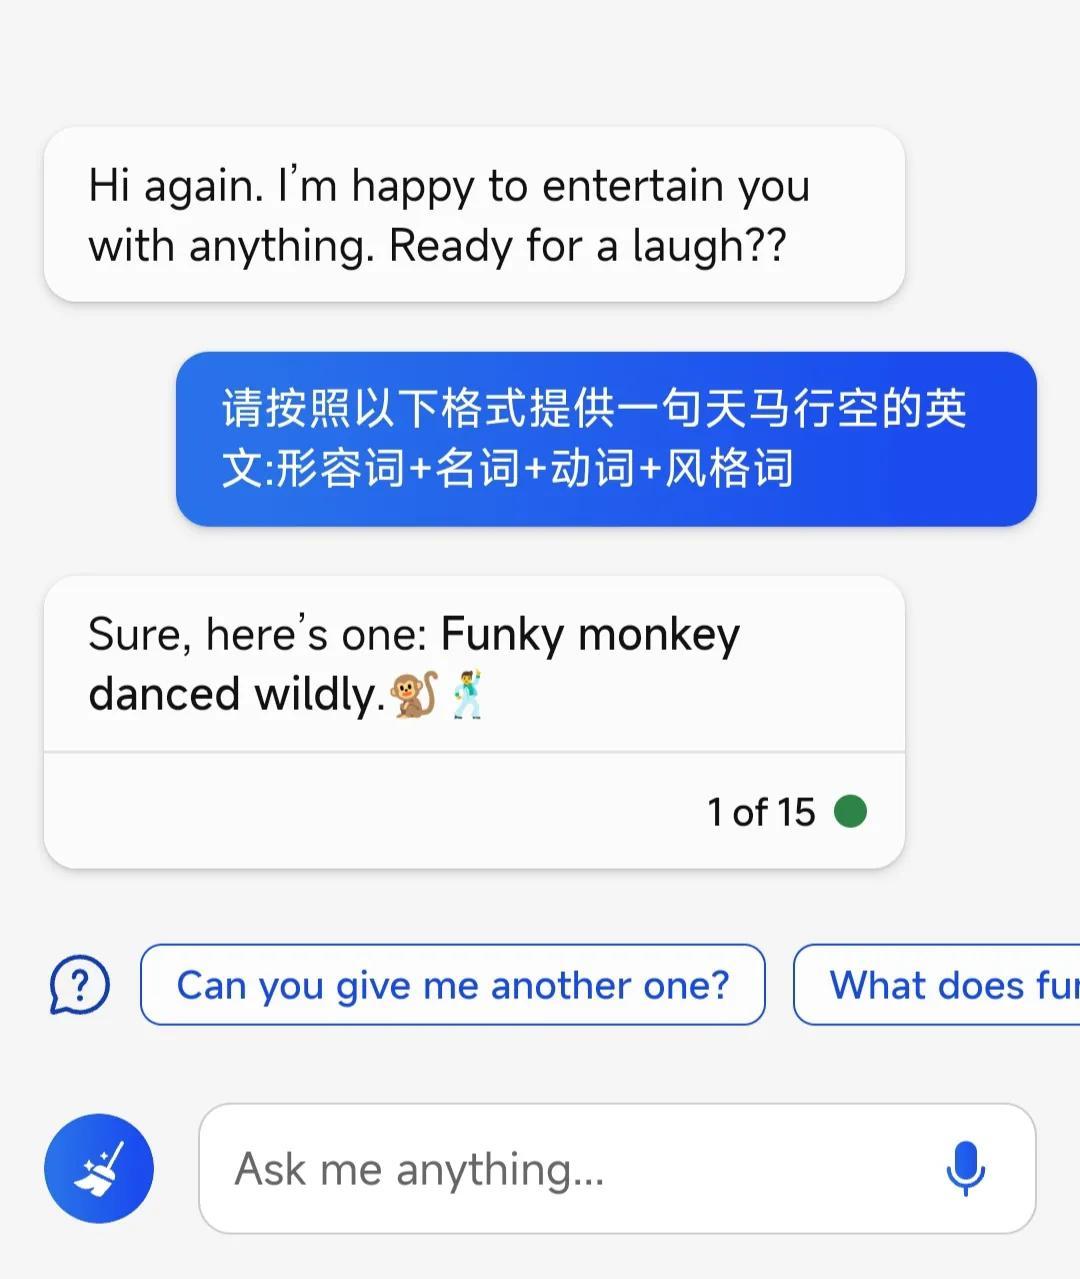 Hi again. I’m happy to entertain you
with anything. Ready for a laugh??
请按照以下格式提供一句天马行空的英
文:形容词+名词+动词+风格词
Sure, here’s one: Funky monkey
danced wildly.🐒🕺
1 of 15
Can you give me another one?
What does fu
Ask me anything...